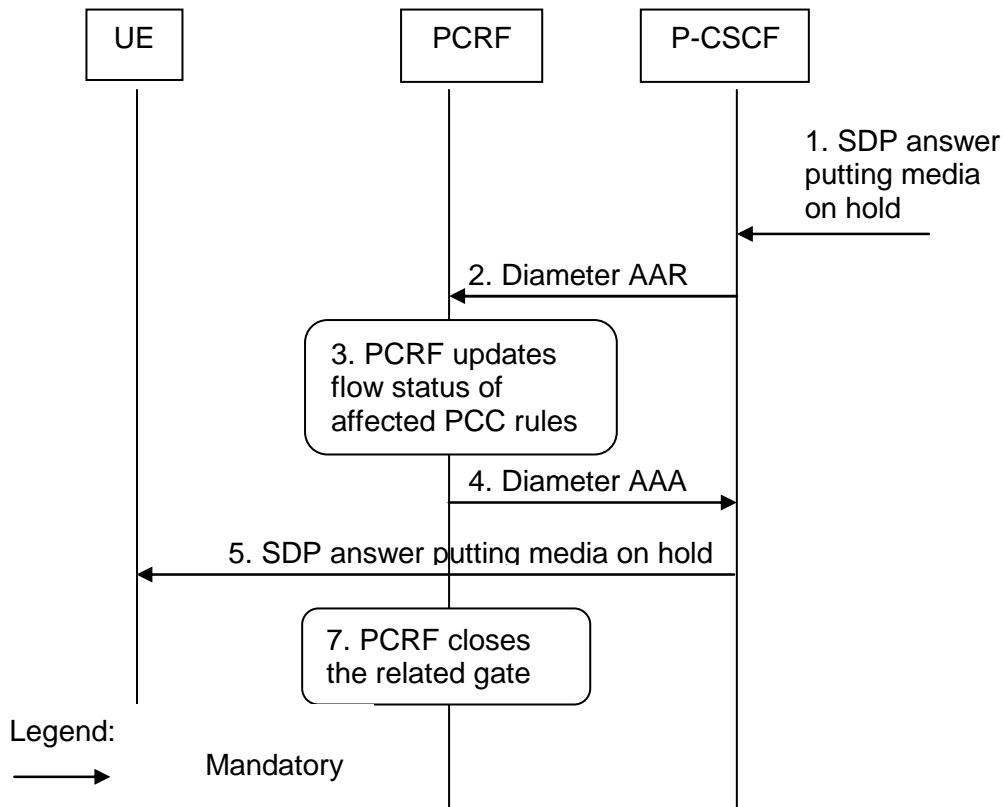 UE
PCRF
P-CSCF
1. SDP answer
putting media
on hold
2. Diameter AAR
3. PCRF updates
flow status of
affected PCC rules
4. Diameter AAA
5. SDP answer putting media on hold
7. PCRF closes
the related gate
Legend:
Mandatory